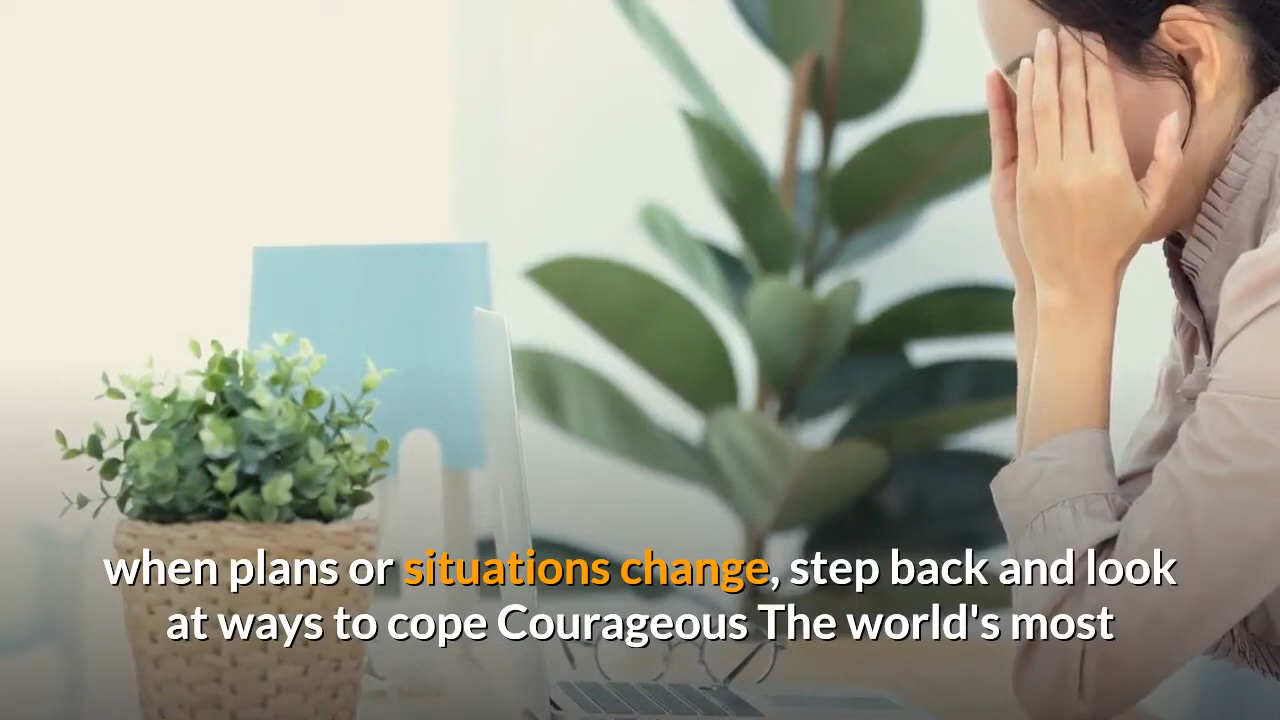 when plans or situations change, step back and look
at ways to cope Courageous The world's most